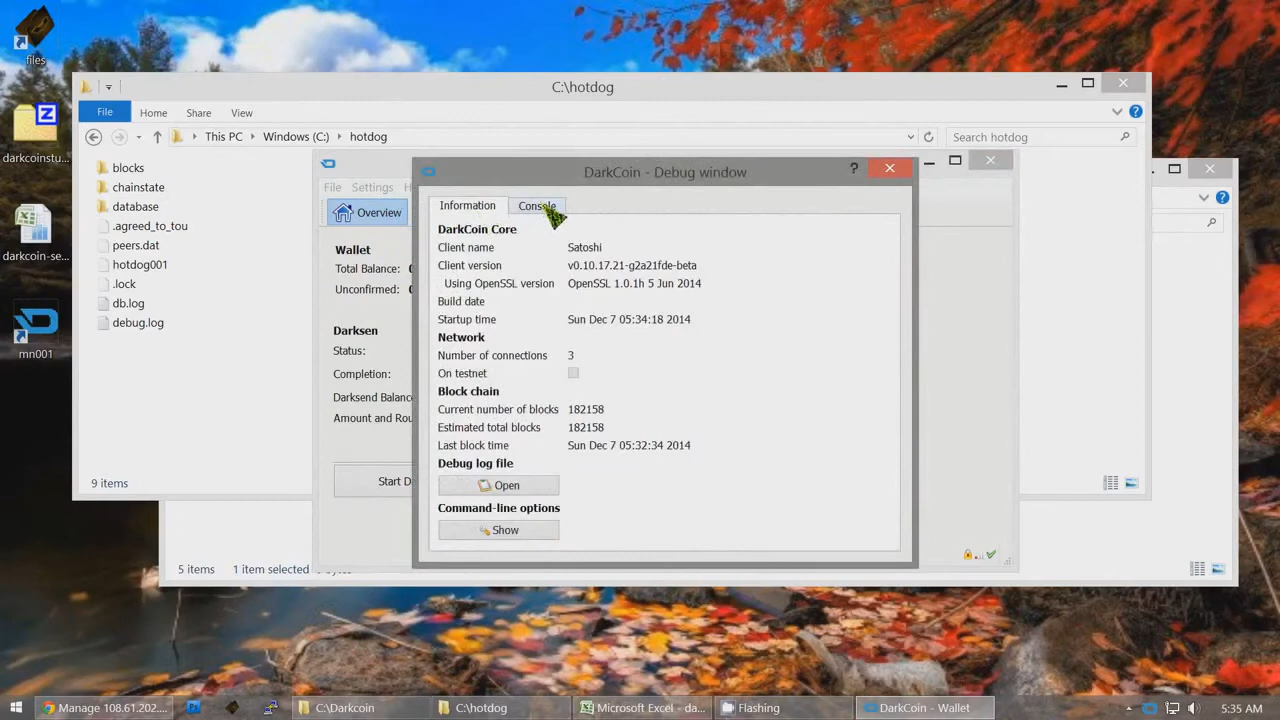 files
darkcoinstu...
darkcoin-se...
mn001
C:\hotdog
File Home Share View
This PC Windows (C:) hotdog
Search hotdog
blocks
chainstate
database
.agreed_to_tou
peers.dat
hotdog001
.lock
db.log
debug.log
9 items
File Settings H
Overview
Wallet
Total Balance:
Unconfirmed:
Darksen
Status:
Completion:
Darksend Balanc
Amount and Rou
Start D
DarkCoin - Debug window
Information Console
DarkCoin Core
Client name Satoshi
Client version v0.10.17.21-g2a21fde-beta
Using OpenSSL version OpenSSL 1.0.1h 5 Jun 2014
Build date
Startup time Sun Dec 7 05:34:18 2014
Network
Number of connections 3
On testnet
Block chain
Current number of blocks 182158
Estimated total blocks 182158
Last block time Sun Dec 7 05:32:34 2014
Debug log file
Open
Command-line options
Show
5 items 1 item selected
Manage 108.61.202.... C:\Darkcoin C:\hotdog Microsoft Excel - da... Flashing DarkCoin - Wallet 5:35 AM